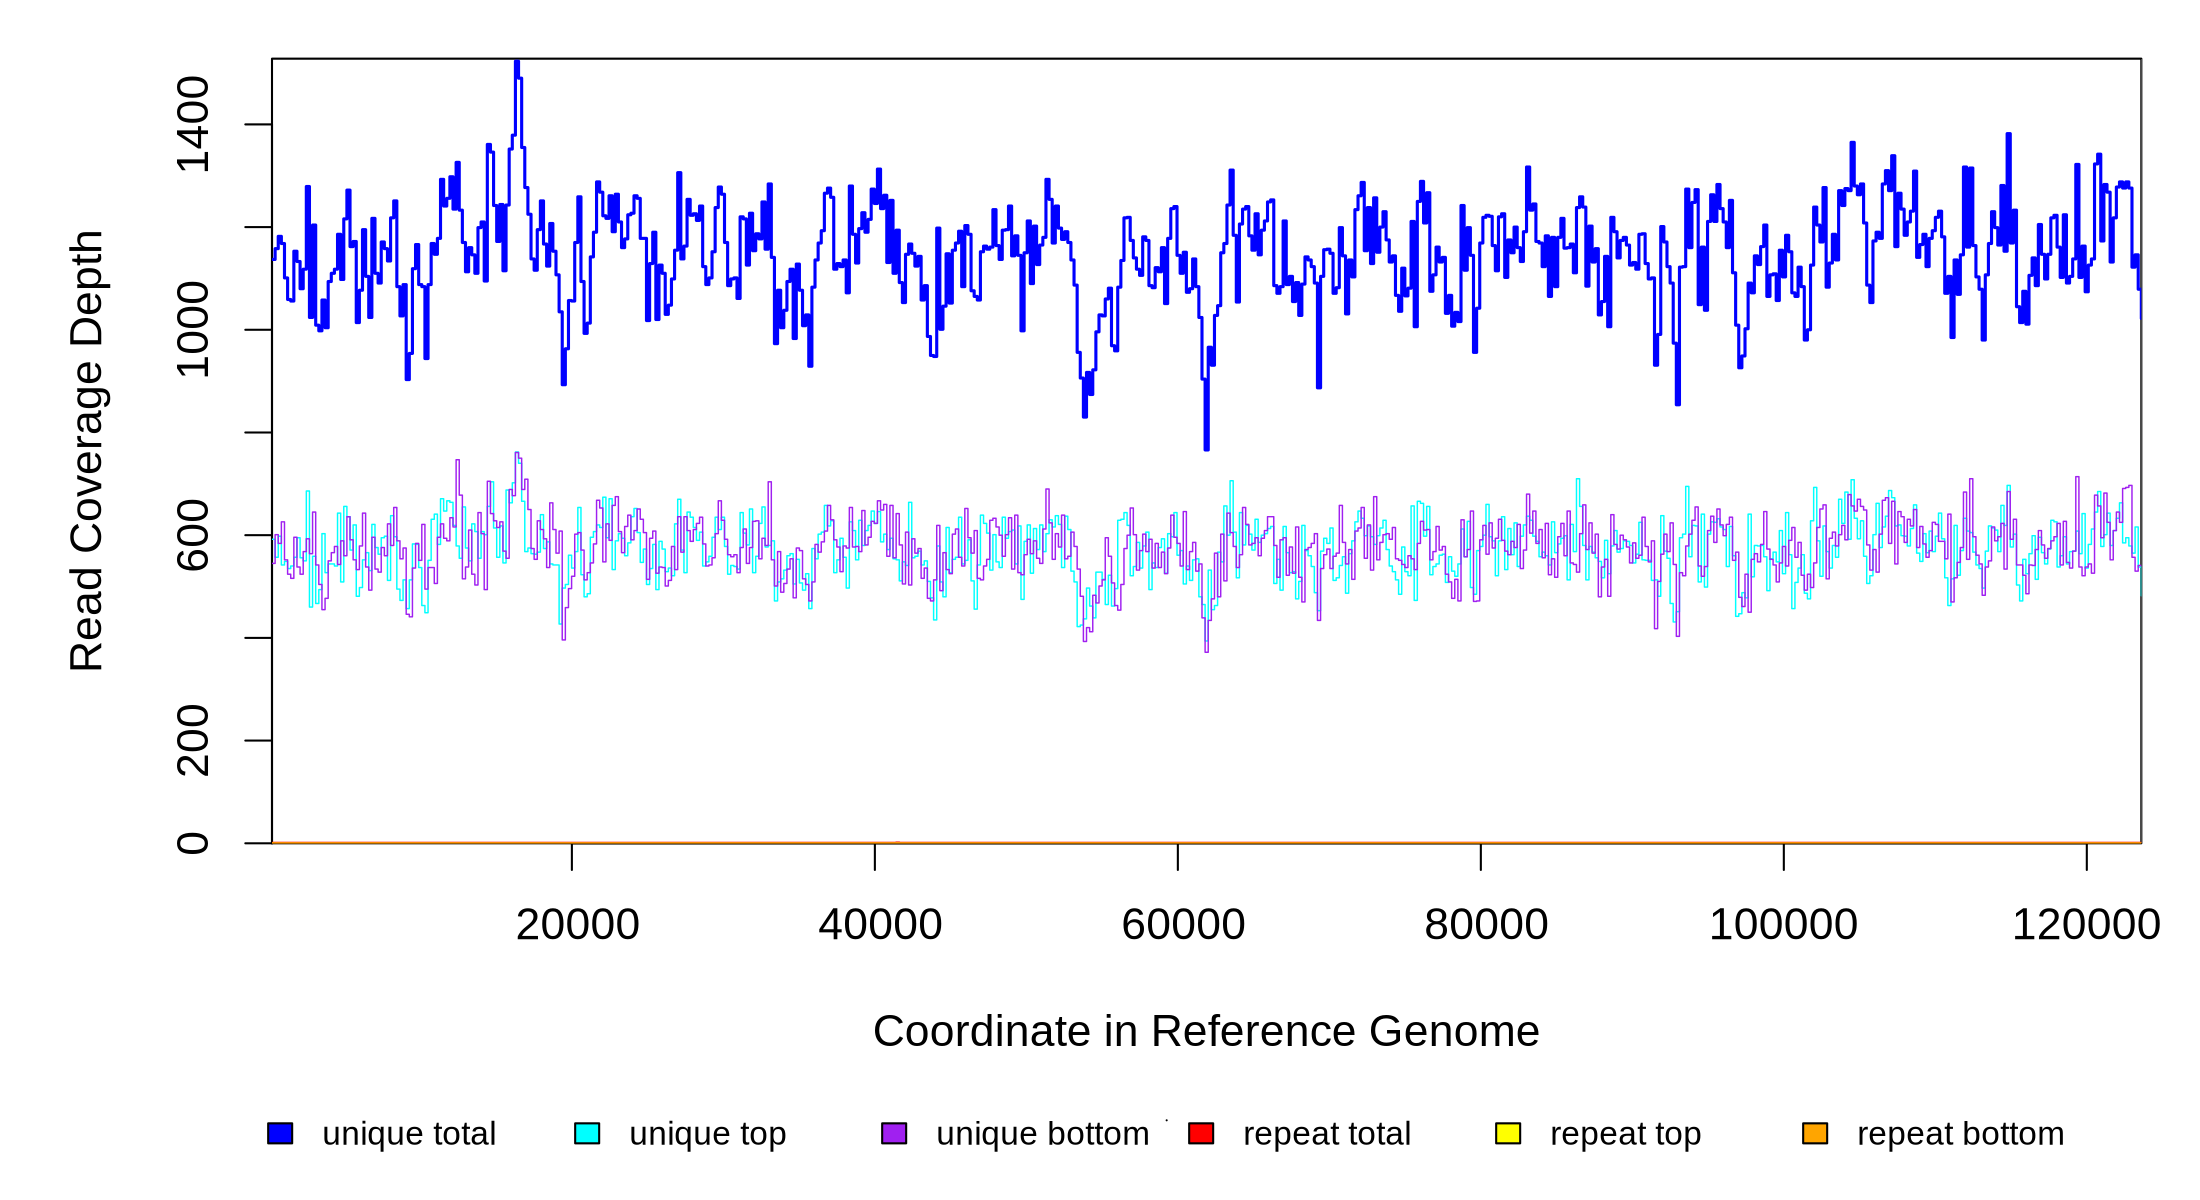 1400
1000
600
200
0
Read Coverage Depth
20000 40000 60000 80000 100000 120000
Coordinate in Reference Genome
unique total unique top unique bottom repeat total repeat top repeat bottom